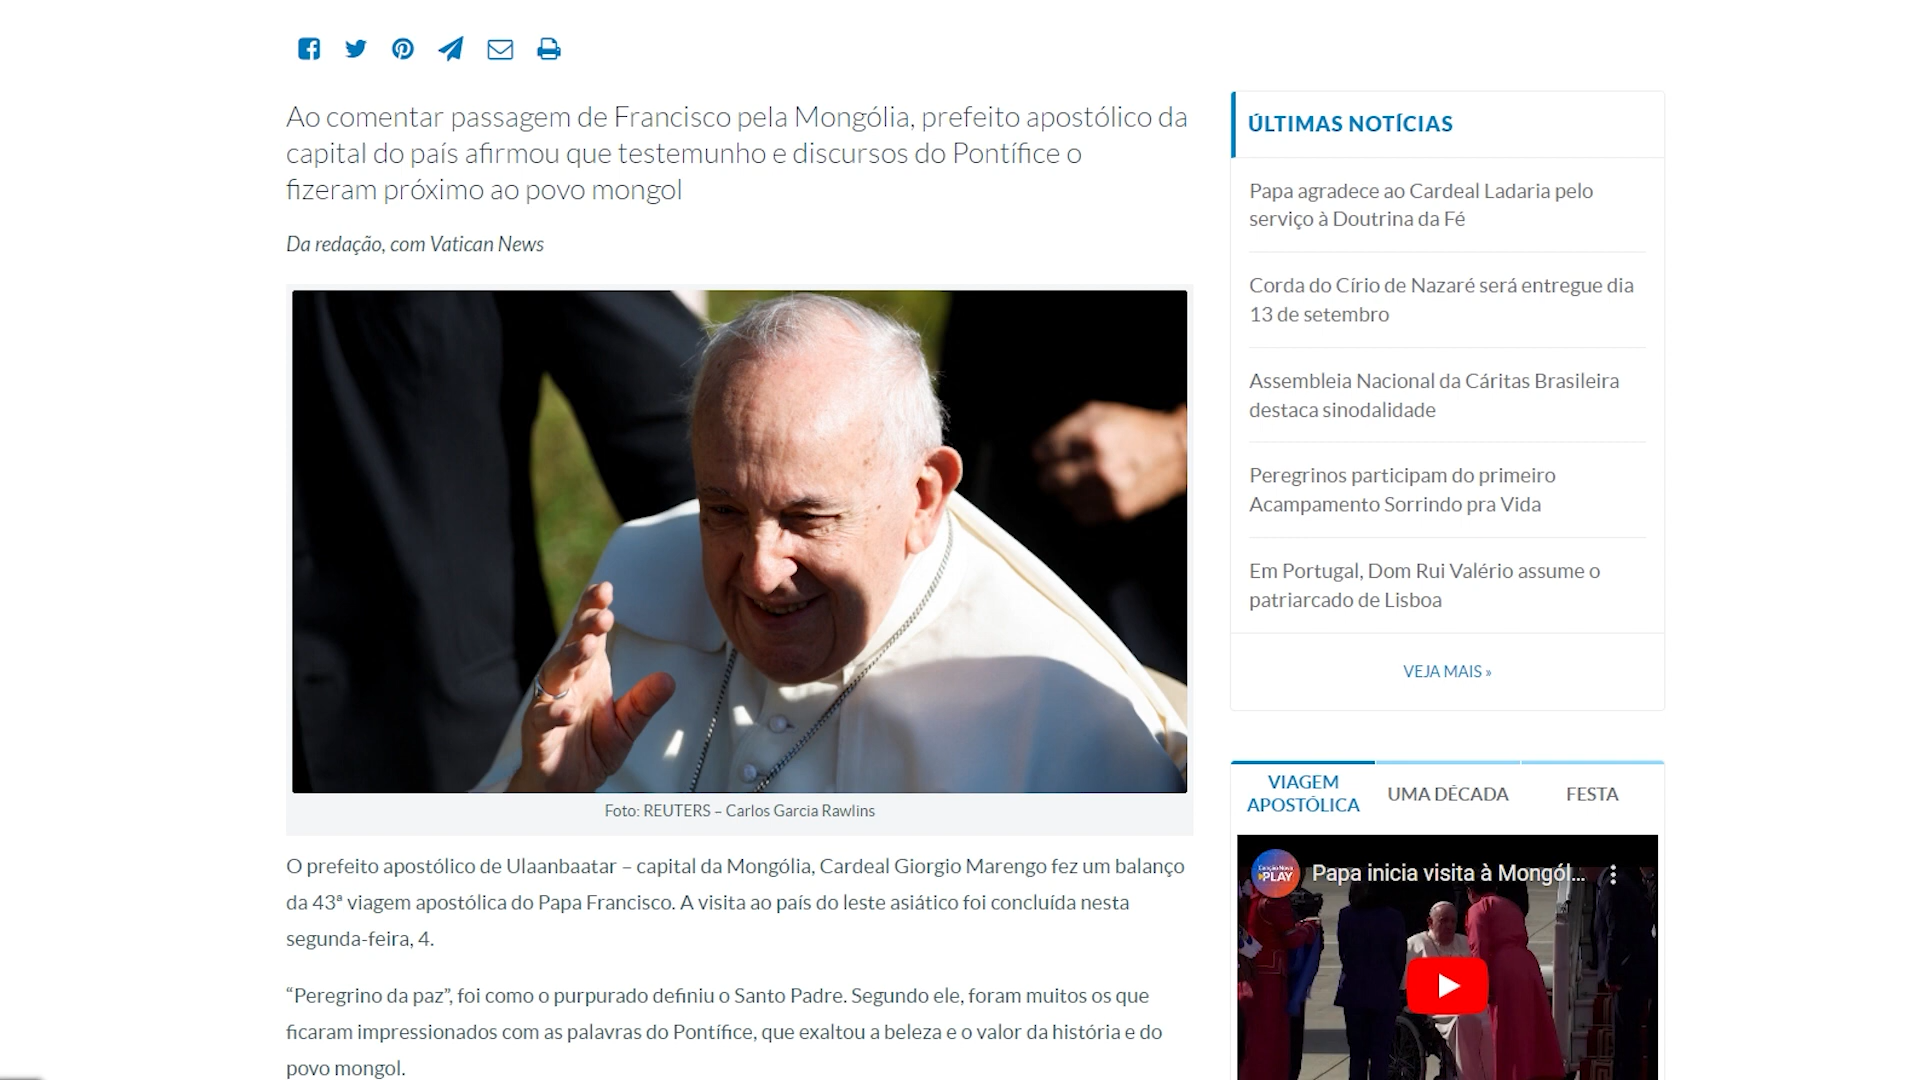 Ao comentar passagem de Francisco pela Mongólia, prefeito apostólico da
capital do país afirmou que testemunho e discursos do Pontífice o
fizeram próximo ao povo mongol
Da redação, com Vatican News
Foto: REUTERS – Carlos Garcia Rawlins
O prefeito apostólico de Ulaanbaatar – capital da Mongólia, Cardeal Giorgio Marengo fez um balanço
da 43ª viagem apostólica do Papa Francisco. A visita ao país do leste asiático foi concluída nesta
segunda-feira, 4.
“Peregrino da paz”, foi como o purpurado definiu o Santo Padre. Segundo ele, foram muitos os que
ficaram impressionados com as palavras do Pontífice, que exaltou a beleza e o valor da história e do
povo mongol.
ÚLTIMAS NOTÍCIAS
Papa agradece ao Cardeal Ladaria pelo
serviço à Doutrina da Fé
Corda do Círio de Nazaré será entregue dia
13 de setembro
Assembleia Nacional da Cáritas Brasileira
destaca sinodalidade
Peregrinos participam do primeiro
Acampamento Sorrindo pra Vida
Em Portugal, Dom Rui Valério assume o
patriarcado de Lisboa
VEJA MAIS »
VIAGEM
APOSTÓLICA
UMA DÉCADA
FESTA
Canção Nova
PLAY
Papa inicia visita à Mongól...